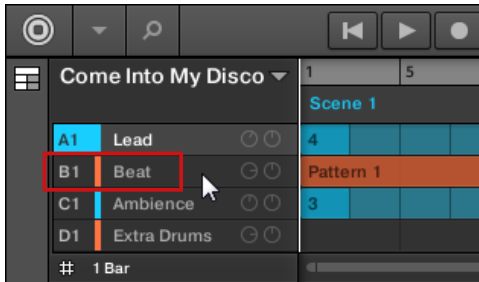 Come Into My Disco
1 5
Scene 1
A1 Lead 4
B1 Beat Pattern 1
C1 Ambience 3
D1 Extra Drums
1 Bar